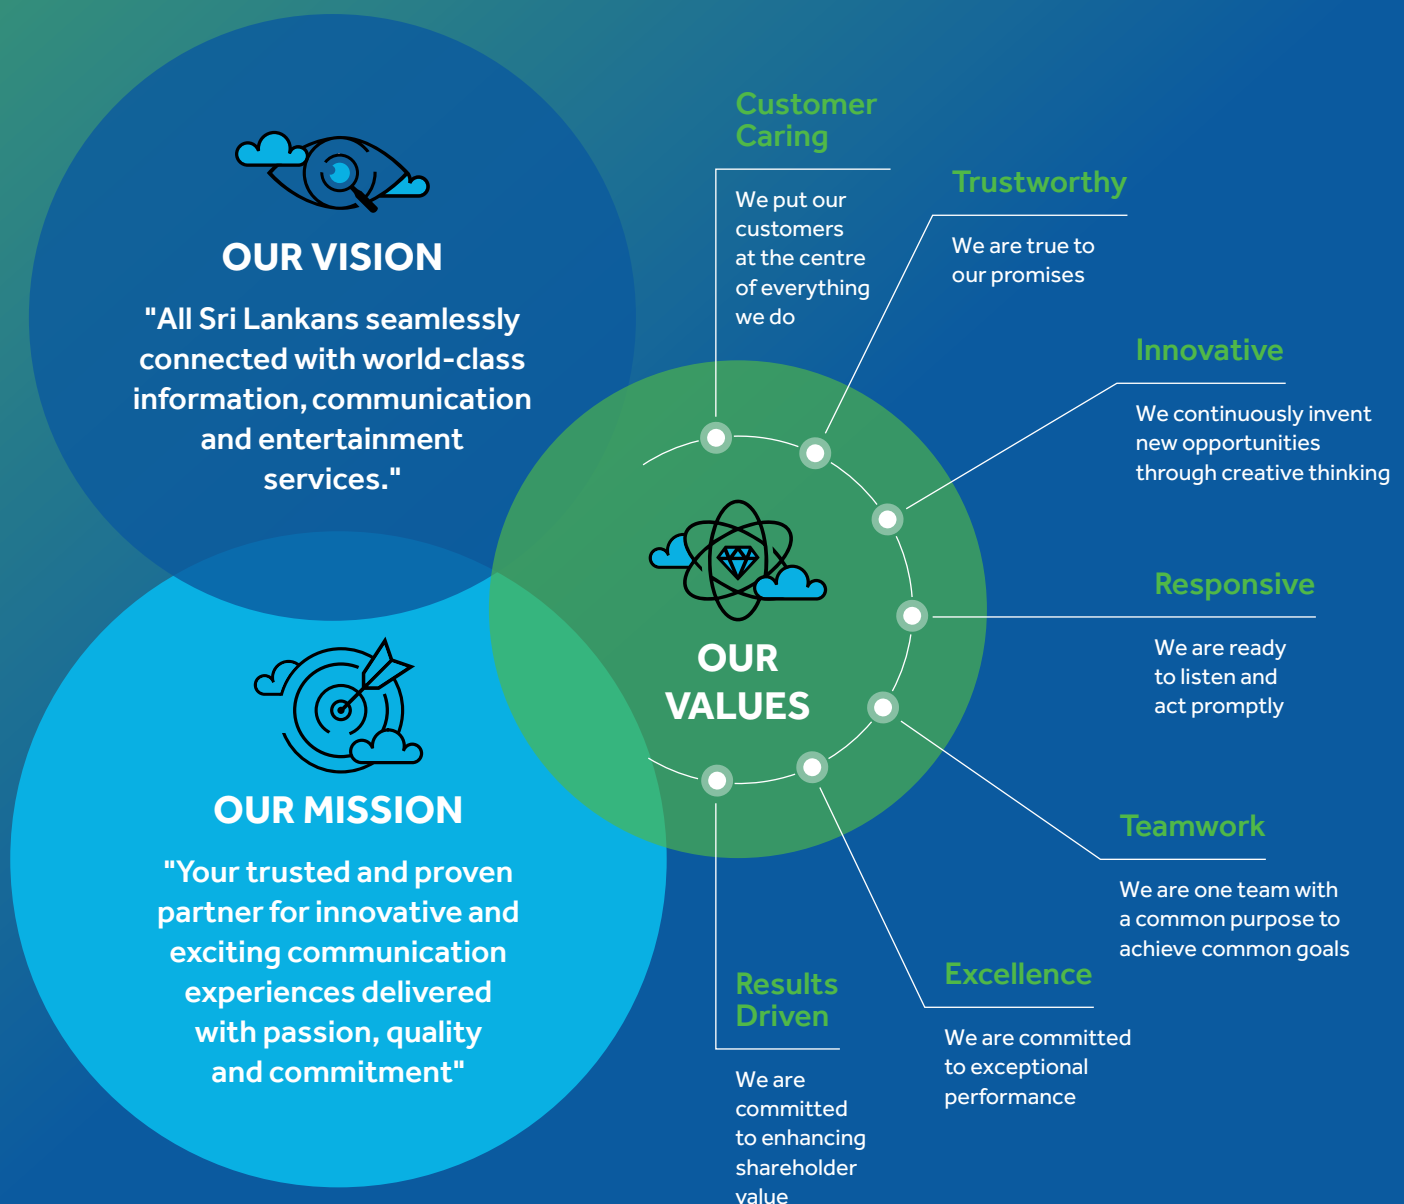 OUR VISION
"All Sri Lankans seamlessly
connected with world-class
information, communication
and entertainment
services."
OUR MISSION
"Your trusted and proven
partner for innovative and
exciting communication
experiences delivered
with passion, quality
and commitment"
OUR
VALUES
Customer
Caring
We put our
customers
at the centre
of everything
we do
Trustworthy
We are true to
our promises
Innovative
We continuously invent
new opportunities
through creative thinking
Responsive
We are ready
to listen and
act promptly
Teamwork
We are one team with
a common purpose to
achieve common goals
Excellence
We are committed
to exceptional
performance
Results
Driven
We are
committed
to enhancing
shareholder
value